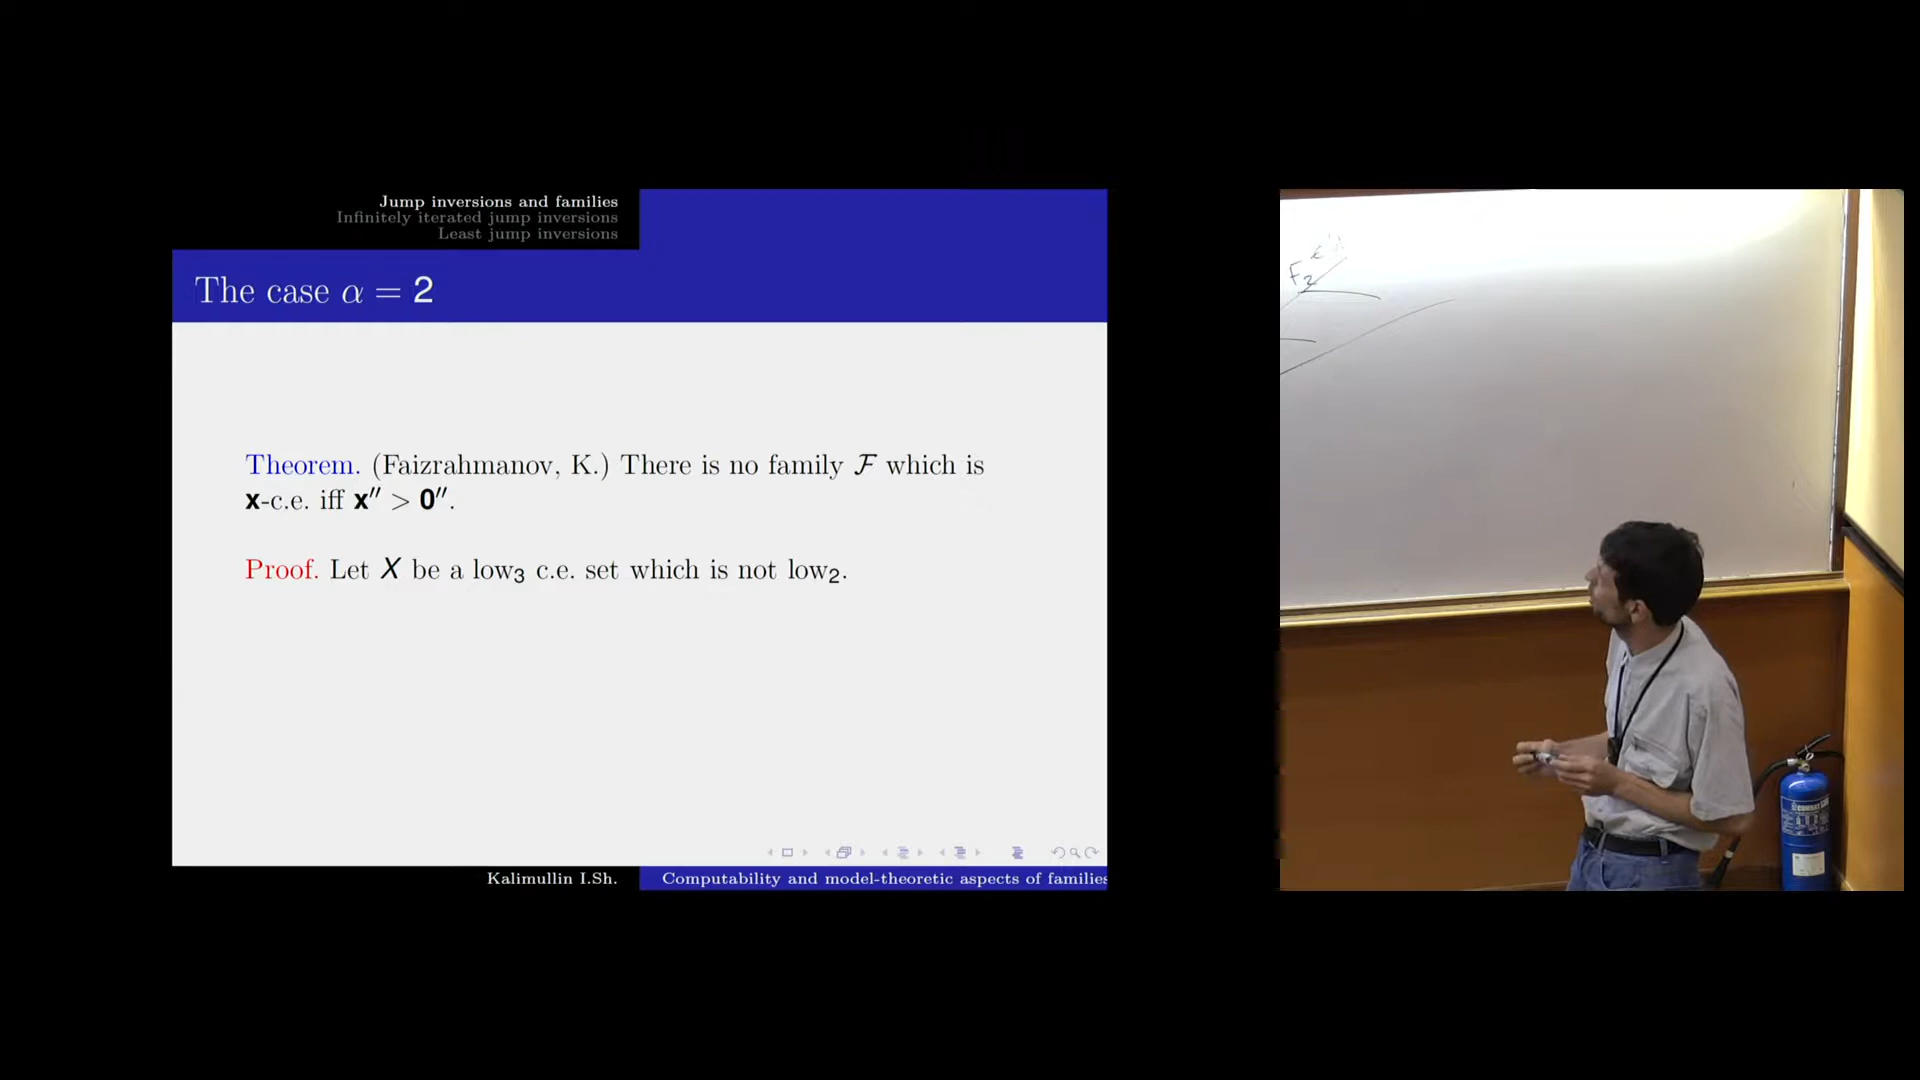 Jump inversions and families
Infinitely iterated jump inversions
Least jump inversions
The case α = 2
Theorem. (Faizrahmanov, K.) There is no family ℱ which is
x-c.e. iff x″ > 0″.
Proof. Let X be a low₃ c.e. set which is not low₂.
Kalimullin I.Sh.
Computability and model-theoretic aspects of families
F₂